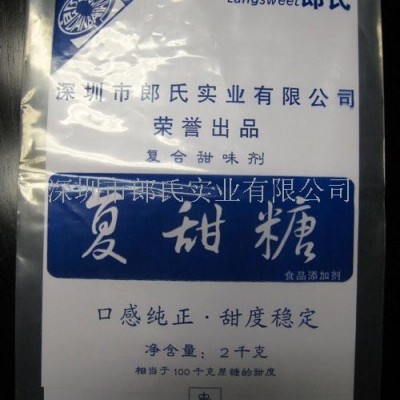 Langsweet郎氏
深圳市郎氏实业有限公司
荣誉出品
复合甜味剂
深圳市郎氏实业有限公司
复甜糖
食品添加剂
口感纯正·甜度稳定
净含量：2千克
相当于100千克蔗糖的甜度